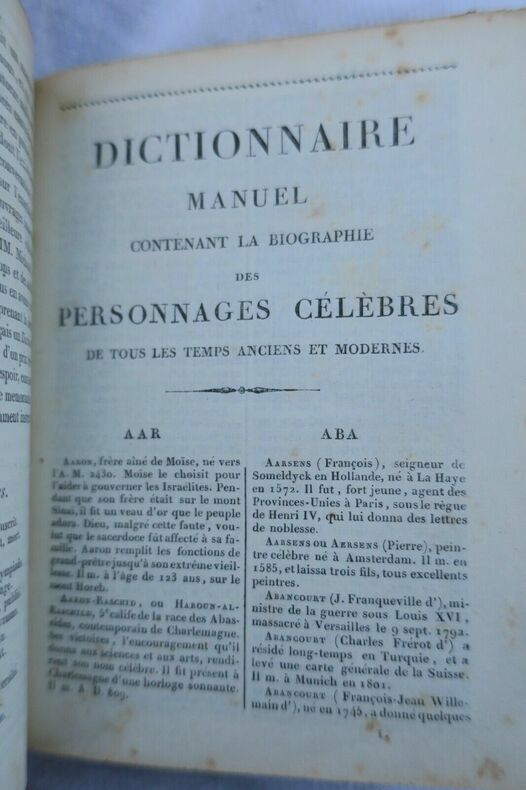 DICTIONNAIRE
MANUEL
CONTENANT LA BIOGRAPHIE
DES
PERSONNAGES CÉLÈBRES
DE TOUS LES TEMPS ANCIENS ET MODERNES.
AAR
AARON, frère aîné de Moïse, né vers
l'A. M. 2430. Moïse le choisit pour
l'aider à gouverner les Israélites. Pen-
dant que son frère était sur le mont
Sinaï, il fit un veau d'or que le peuple
adora. Dieu, malgré cette faute, vou-
lut que le sacerdoce fût affecté à sa fa-
mille. Aaron remplit les fonctions de
grand-prêtre jusqu'à son extrême vieil-
lesse. Il m. à l'âge de 123 ans, sur le
mont Horeb.
AARON-RASCHID, ou HAROUN-AL-
RASCHILD, 5e calife de la race des Abas-
sides, contemporain de Charlemagne.
Ses victoires, l'encouragement qu'il
donna aux sciences et aux arts, rendi-
rent son nom célèbre. Il fit présent à
Charlemagne d'une horloge sonnante.
Il m. A. D. 809.
ABA
AARSENS (François), seigneur de
Someldyck en Hollande, né à La Haye
en 1572. Il fut, fort jeune, agent des
Provinces-Unies à Paris, sous le règne
de Henri IV, qui lui donna des lettres
de noblesse.
AARSENS ou AERSENS (Pierre), pein-
tre célèbre né à Amsterdam. Il m. en
1585, et laissa trois fils, tous excellents
peintres.
ABANCOURT (J. Franqueville d'), mi-
nistre de la guerre sous Louis XVI,
massacré à Versailles le 9 sept. 1792.
ABANCOURT (Charles Frérot d') a
résidé long-temps en Turquie, et a
levé une carte générale de la Suisse.
Il m. à Munich en 1801.
ABANCOURT (François-Jean Wille-
main d'), né en 1745, a donné quelques